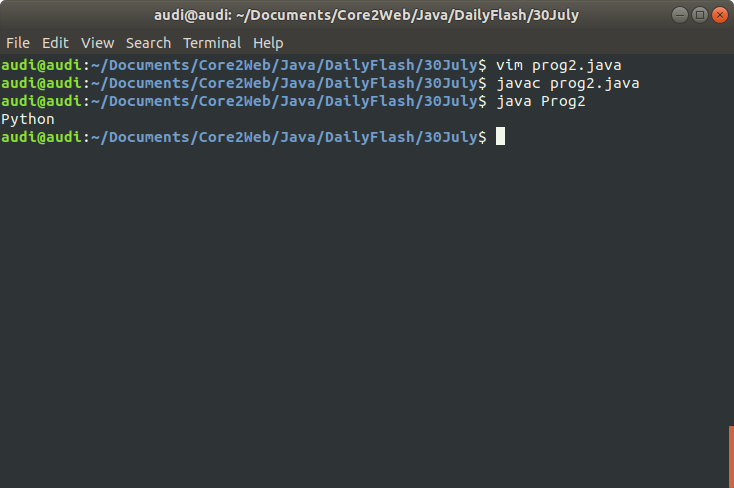 audi@audi: ~/Documents/Core2Web/Java/DailyFlash/30July
File Edit View Search Terminal Help
audi@audi:~/Documents/Core2Web/Java/DailyFlash/30July$ vim prog2.java
audi@audi:~/Documents/Core2Web/Java/DailyFlash/30July$ javac prog2.java
audi@audi:~/Documents/Core2Web/Java/DailyFlash/30July$ java Prog2
Python
audi@audi:~/Documents/Core2Web/Java/DailyFlash/30July$